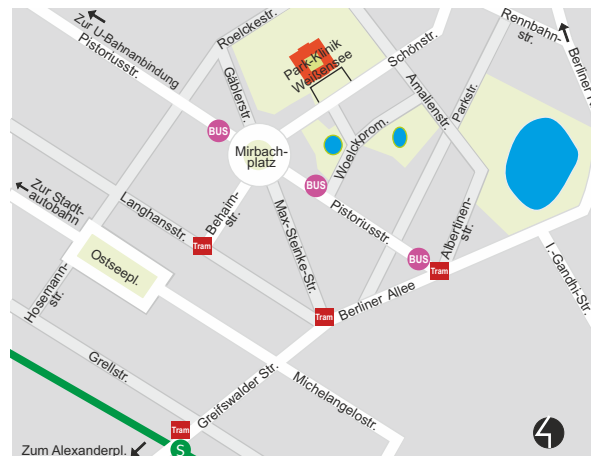 Zur U-Bahnanbindung
Pistoriusstr.
Roelckestr.
Gäblerstr.
Park-Klinik
Weißensee
Schönstr.
Amalienstr.
Rennbahn-
str.
Berliner A
Parkstr.
BUS
Mirbach-
platz
Woelckprom.
BUS
Pistoriusstr.
Albertinen-
str.
BUS
Tram
Zur Stadt-
autobahn
Langhansstr.
Behaim-
str.
Tram
Max-Steinke-Str.
Ostseepl.
Hosemann-
str.
Tram
Berliner Allee
I.-Gandhi-Str.
Grellstr.
Greifswalder Str.
Michelangelostr.
Tram
S
Zum Alexanderpl.